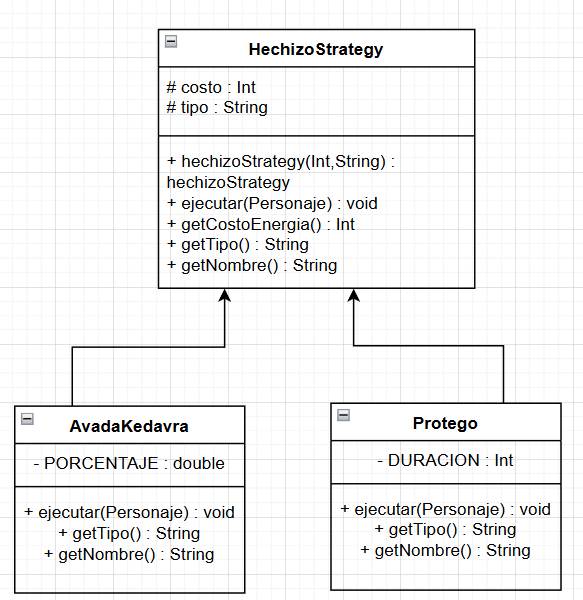 HechizoStrategy
# costo : Int
# tipo : String
+ hechizoStrategy(Int,String) :
hechizoStrategy
+ ejecutar(Personaje) : void
+ getCostoEnergia() : Int
+ getTipo() : String
+ getNombre() : String
AvadaKedavra
- PORCENTAJE : double
+ ejecutar(Personaje) : void
+ getTipo() : String
+ getNombre() : String
Protego
- DURACION : Int
+ ejecutar(Personaje) : void
+ getTipo() : String
+ getNombre() : String